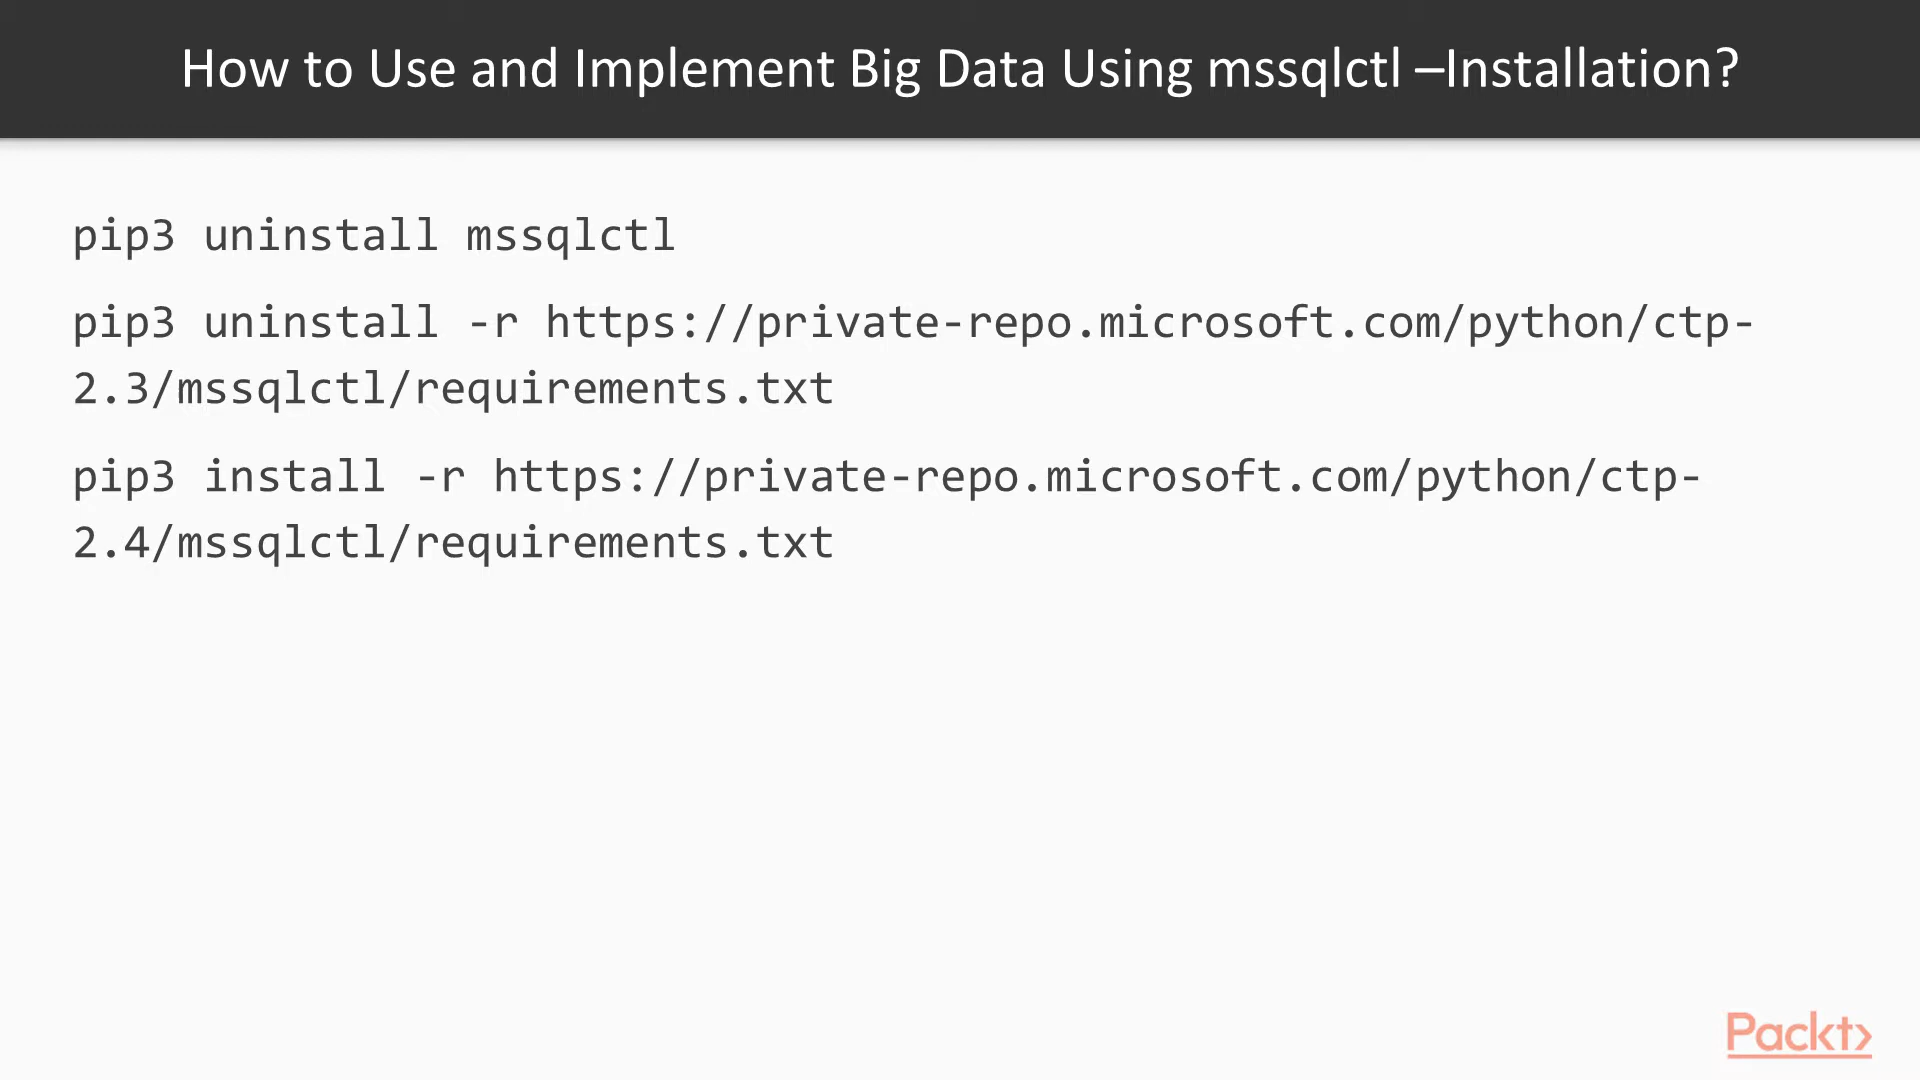 How to Use and Implement Big Data Using mssqlctl –Installation?
pip3 uninstall mssqlctl
pip3 uninstall -r https://private-repo.microsoft.com/python/ctp-
2.3/mssqlctl/requirements.txt
pip3 install -r https://private-repo.microsoft.com/python/ctp-
2.4/mssqlctl/requirements.txt
Packt>